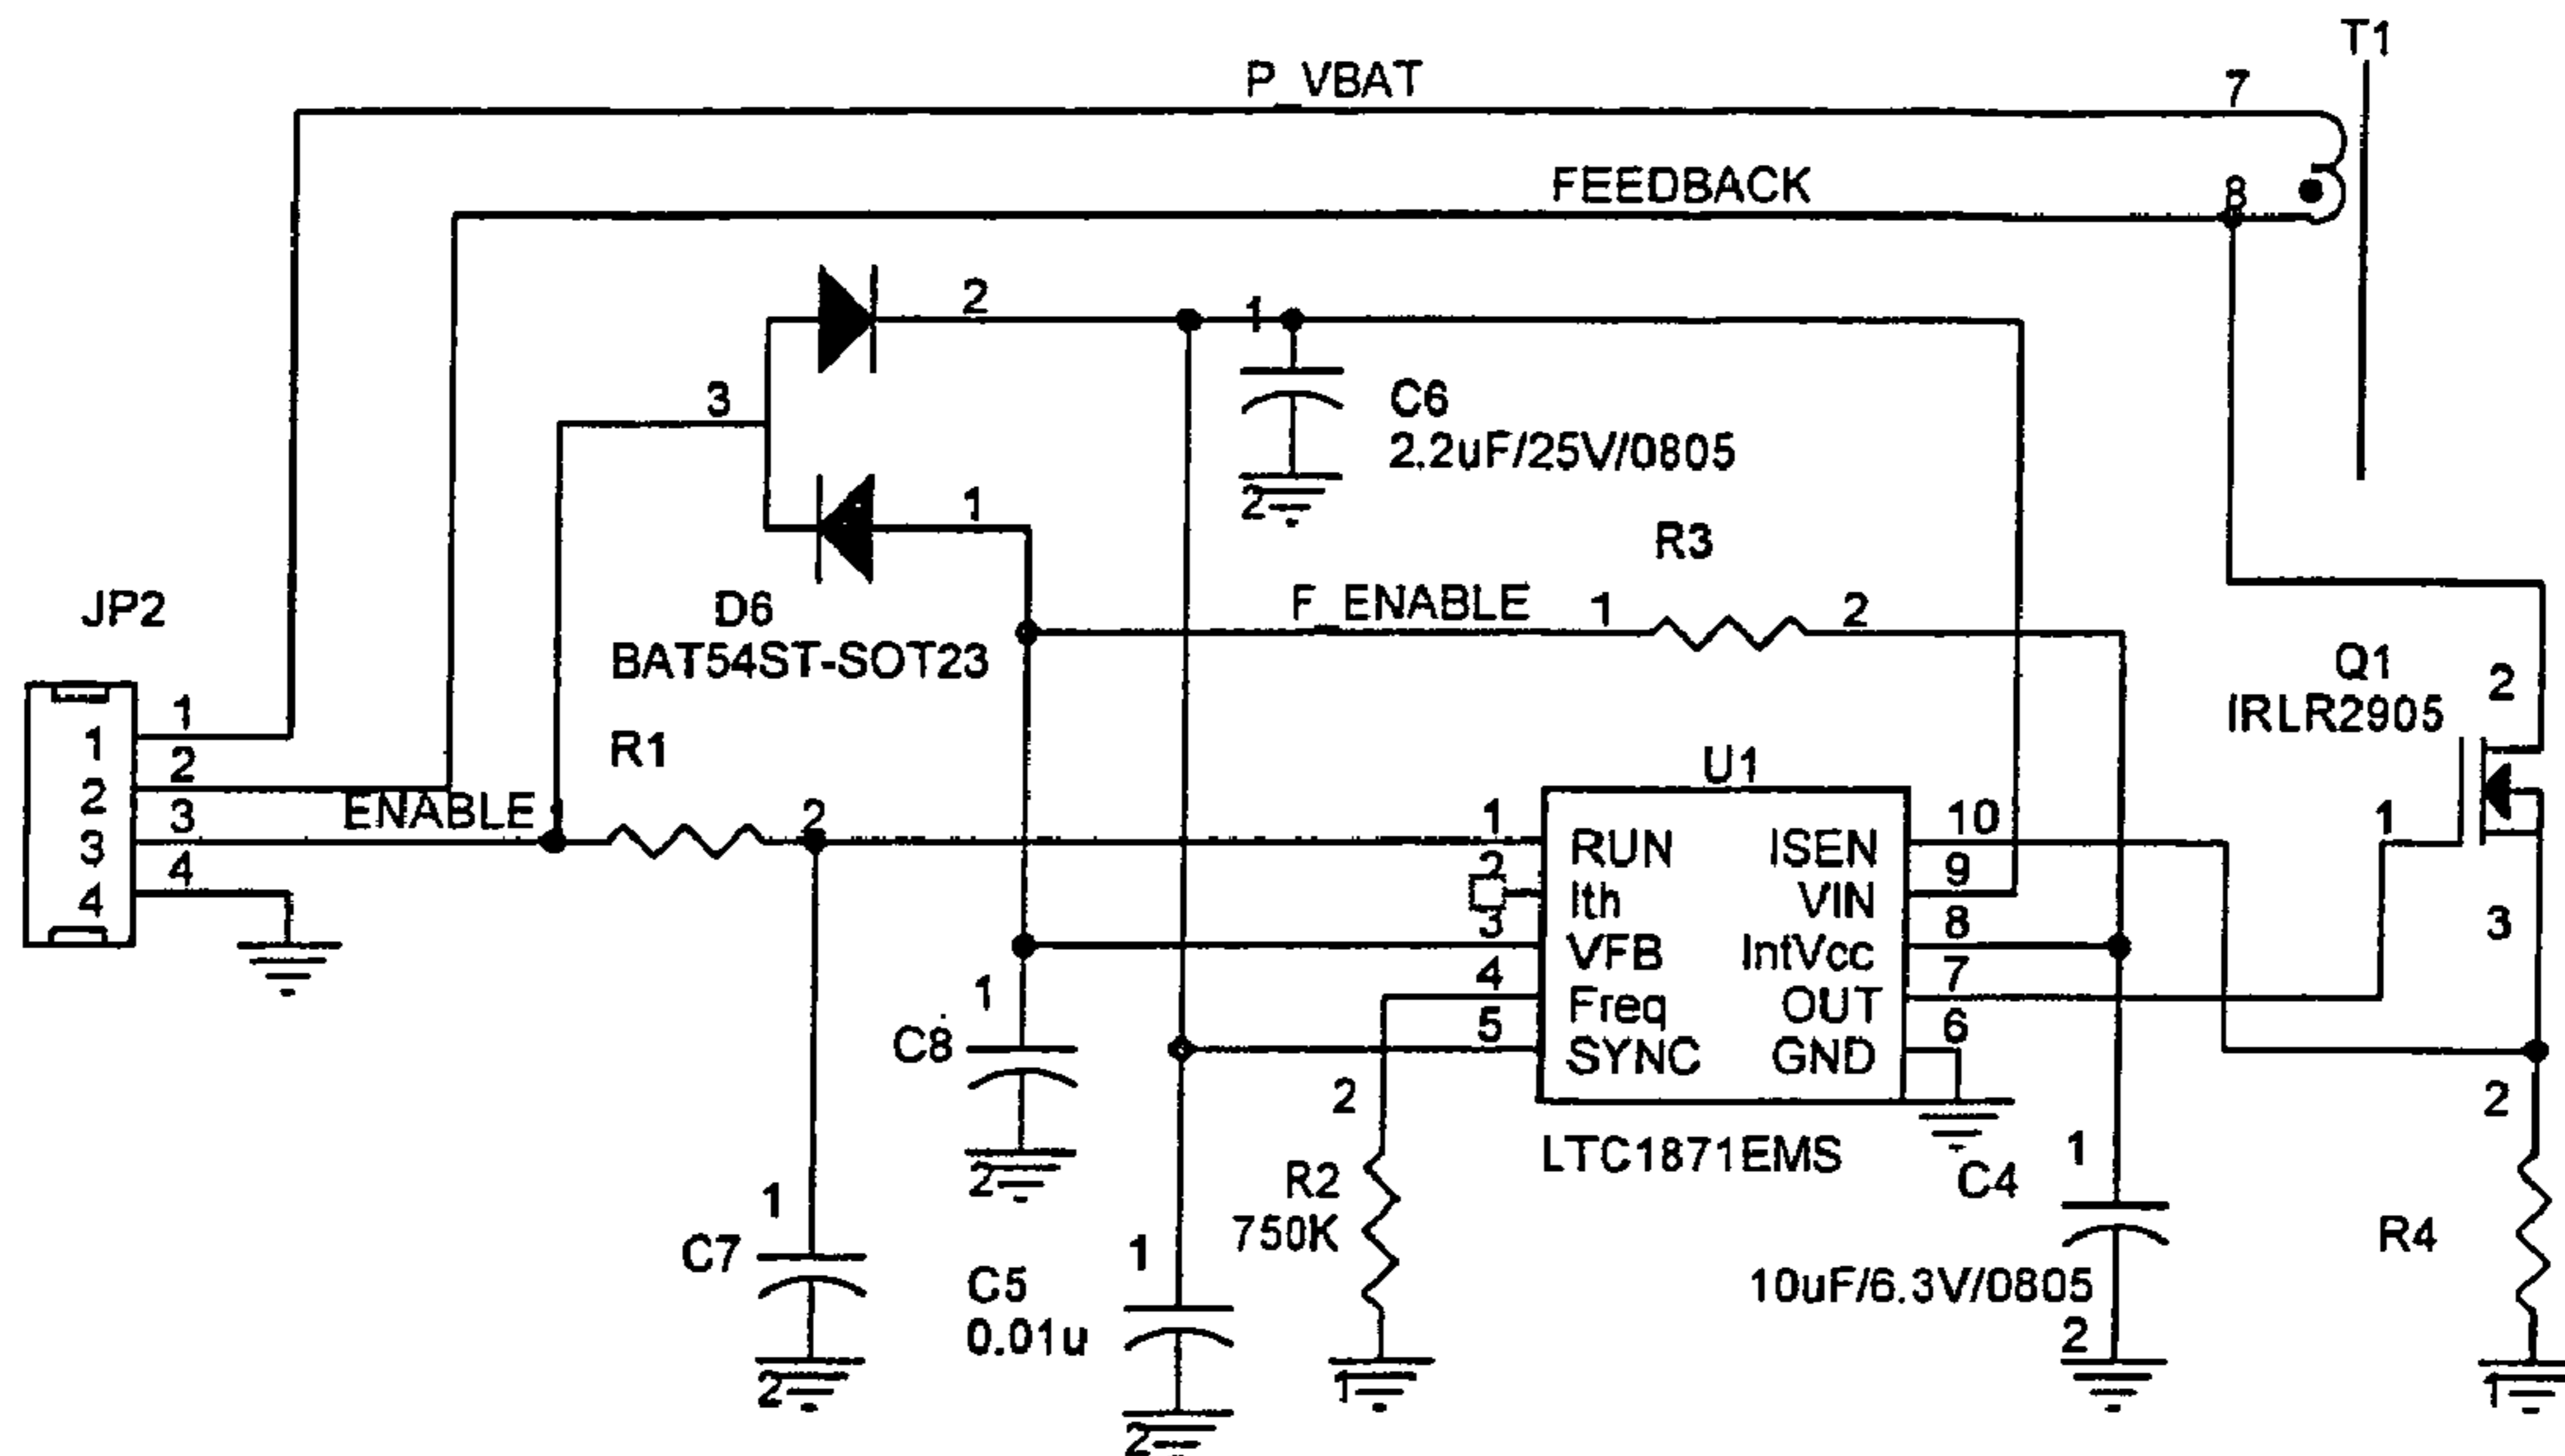 T1
P_VBAT
7
FEEDBACK
8
2
1
3
C6
2.2uF/25V/0805
2
1
R3
JP2
D6
BAT54ST-SOT23
F_ENABLE
1
2
Q1
IRLR2905
2
R1
U1
1
1
2
2
3
3
4
4
ENABLE
2
1
RUN
ISEN
10
1
2
Ith
VIN
9
3
VFB
IntVcc
8
3
4
Freq
OUT
7
5
SYNC
GND
6
LTC1871EMS
1
C8
2
2
R2
750K
1
C4
1
10uF/6.3V/0805
2
2
R4
1
1
C7
2
C5
0.01u
1
2